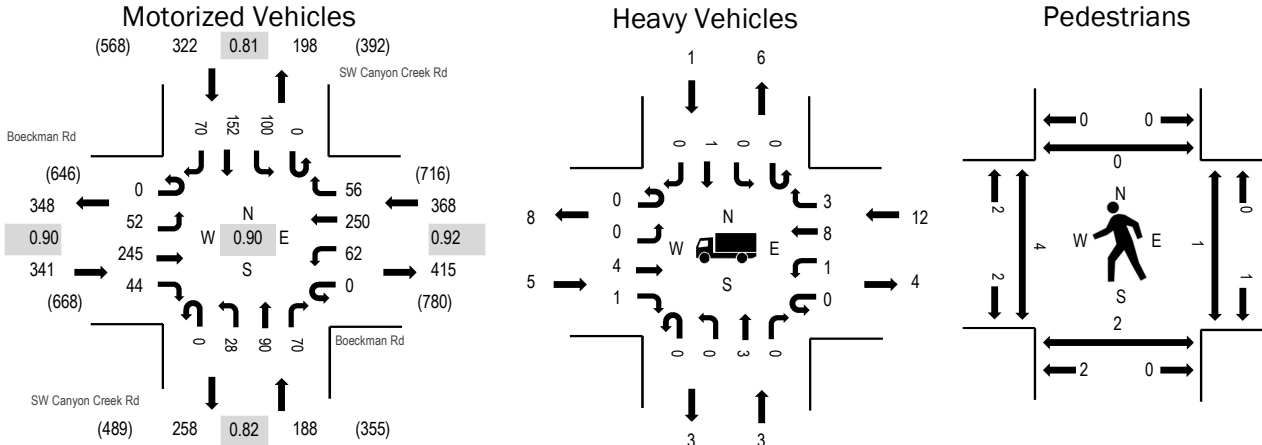 Motorized Vehicles
(568) 322 0.81 198 (392)
SW Canyon Creek Rd
Boeckman Rd
70 152 100 0
(646) 0 56 (716)
348 52 250 368
0.90 W N 0.90 E S 0.92
341 245 62 415
(668) 44 0 (780)
0 28 90 70
Boeckman Rd
SW Canyon Creek Rd
(489) 258 0.82 188 (355)
Heavy Vehicles
1 6
0 1 0 0
0 3
8 0 8 12
W N E S
5 4 1 4
1 0
0 0 3 0
3 3
Pedestrians
0 0
0
2 4 N 1 0
W E
2 S 1
2
2 0